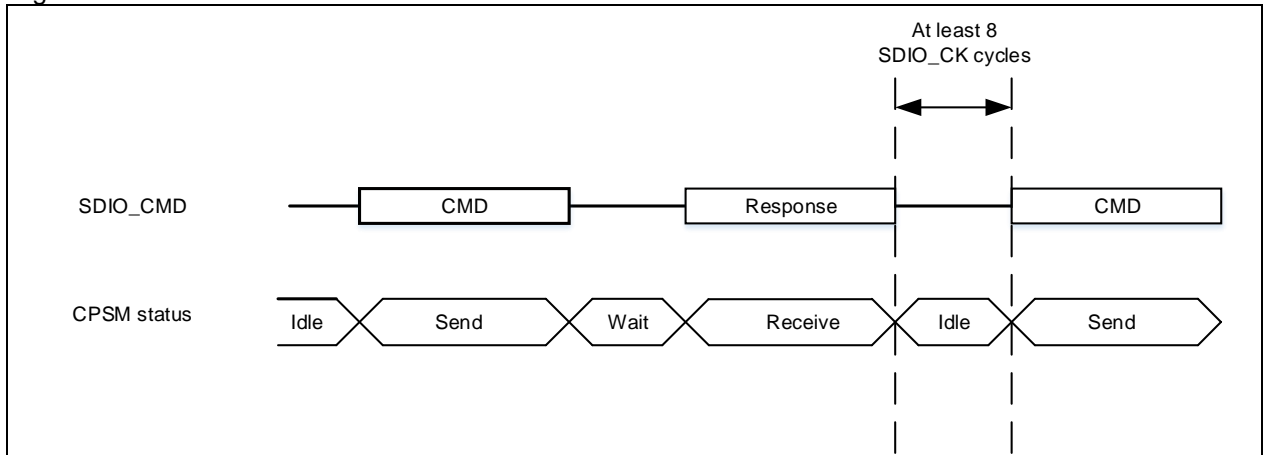 At least 8
SDIO_CK cycles
SDIO_CMD CMD Response CMD
CPSM status Idle Send Wait Receive Idle Send